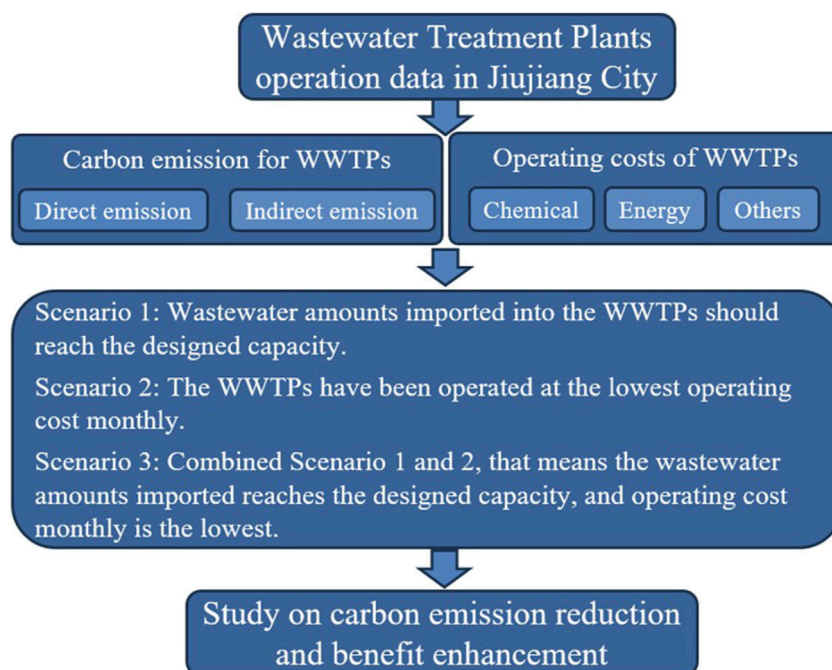 Wastewater Treatment Plants
operation data in Jiujiang City
Carbon emission for WWTPs
Direct emission
Indirect emission
Operating costs of WWTPs
Chemical
Energy
Others
Scenario 1: Wastewater amounts imported into the WWTPs should
reach the designed capacity.
Scenario 2: The WWTPs have been operated at the lowest operating
cost monthly.
Scenario 3: Combined Scenario 1 and 2, that means the wastewater
amounts imported reaches the designed capacity, and operating cost
monthly is the lowest.
Study on carbon emission reduction
and benefit enhancement